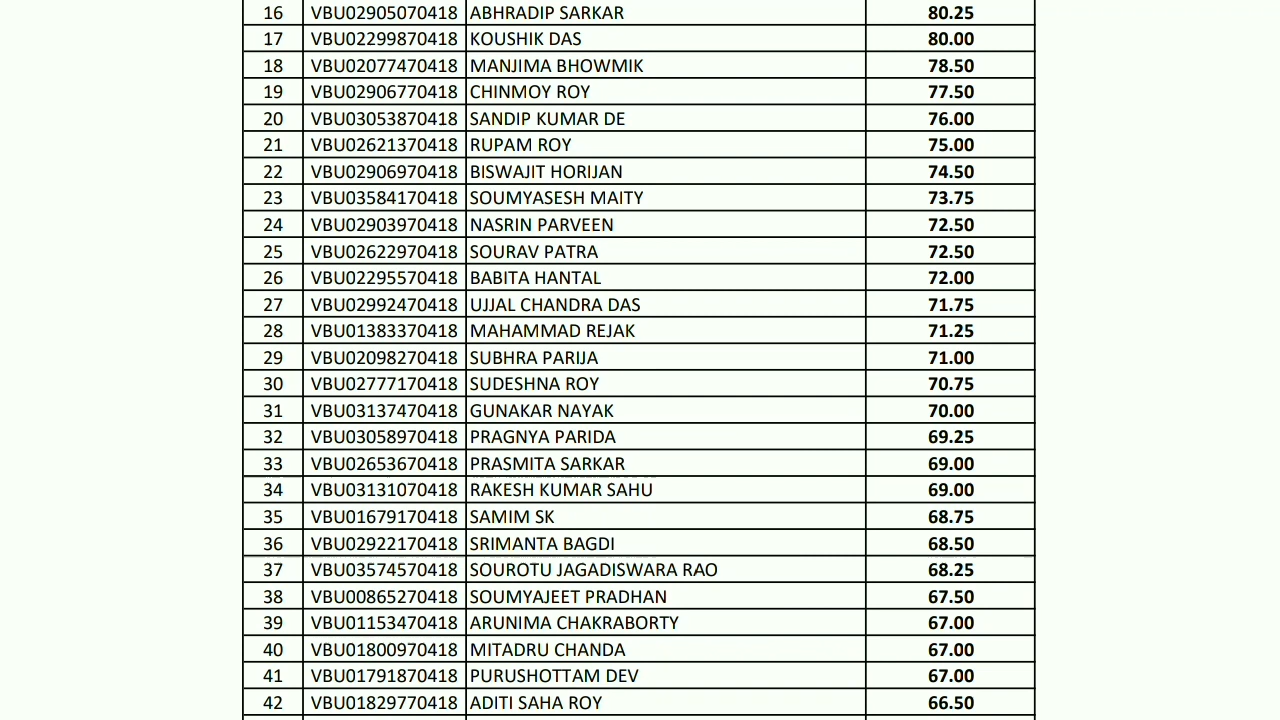 16 VBU02905070418 ABHRADIP SARKAR 80.25
17 VBU02299870418 KOUSHIK DAS 80.00
18 VBU02077470418 MANJIMA BHOWMIK 78.50
19 VBU02906770418 CHINMOY ROY 77.50
20 VBU03053870418 SANDIP KUMAR DE 76.00
21 VBU02621370418 RUPAM ROY 75.00
22 VBU02906970418 BISWAJIT HORIJAN 74.50
23 VBU03584170418 SOUMYASESH MAITY 73.75
24 VBU02903970418 NASRIN PARVEEN 72.50
25 VBU02622970418 SOURAV PATRA 72.50
26 VBU02295570418 BABITA HANTAL 72.00
27 VBU02992470418 UJJAL CHANDRA DAS 71.75
28 VBU01383370418 MAHAMMAD REJAK 71.25
29 VBU02098270418 SUBHRA PARIJA 71.00
30 VBU02777170418 SUDESHNA ROY 70.75
31 VBU03137470418 GUNAKAR NAYAK 70.00
32 VBU03058970418 PRAGNYA PARIDA 69.25
33 VBU02653670418 PRASMITA SARKAR 69.00
34 VBU03131070418 RAKESH KUMAR SAHU 69.00
35 VBU01679170418 SAMIM SK 68.75
36 VBU02922170418 SRIMANTA BAGDI 68.50
37 VBU03574570418 SOUROTU JAGADISWARA RAO 68.25
38 VBU00865270418 SOUMYAJEET PRADHAN 67.50
39 VBU01153470418 ARUNIMA CHAKRABORTY 67.00
40 VBU01800970418 MITADRU CHANDA 67.00
41 VBU01791870418 PURUSHOTTAM DEV 67.00
42 VBU01829770418 ADITI SAHA ROY 66.50